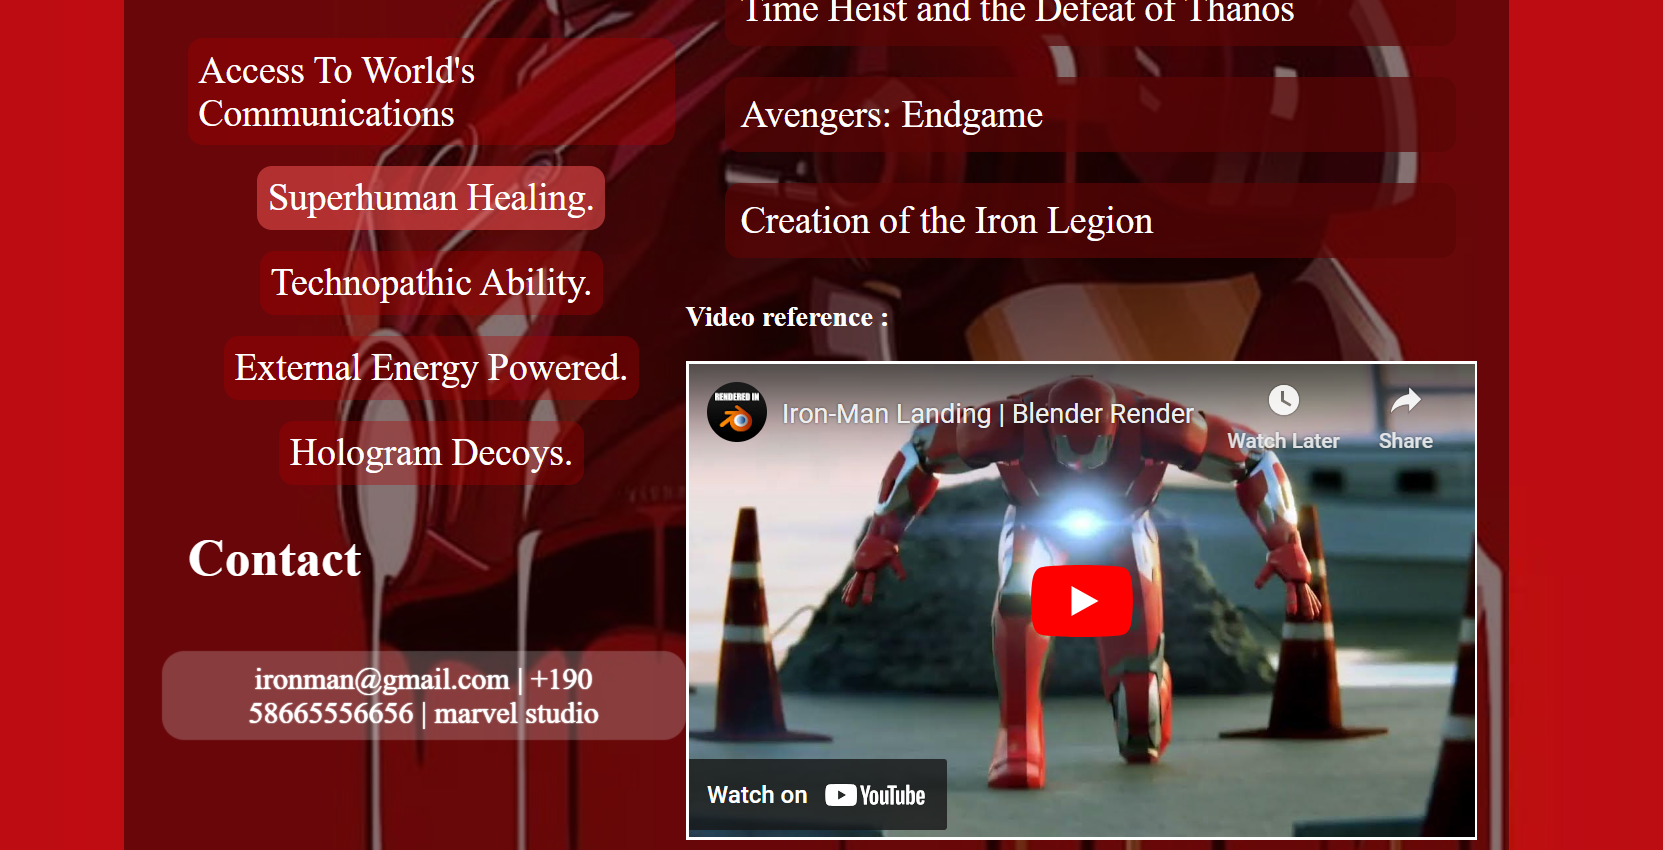 Access To World's
Communications
Superhuman Healing.
Technopathic Ability.
External Energy Powered.
Hologram Decoys.
Contact
ironman@gmail.com | +190
58665556656 | marvel studio
Time Heist and the Defeat of Thanos
Avengers: Endgame
Creation of the Iron Legion
Video reference :
RENDERED IN
Iron-Man Landing | Blender Render
Watch Later
Share
Watch on YouTube